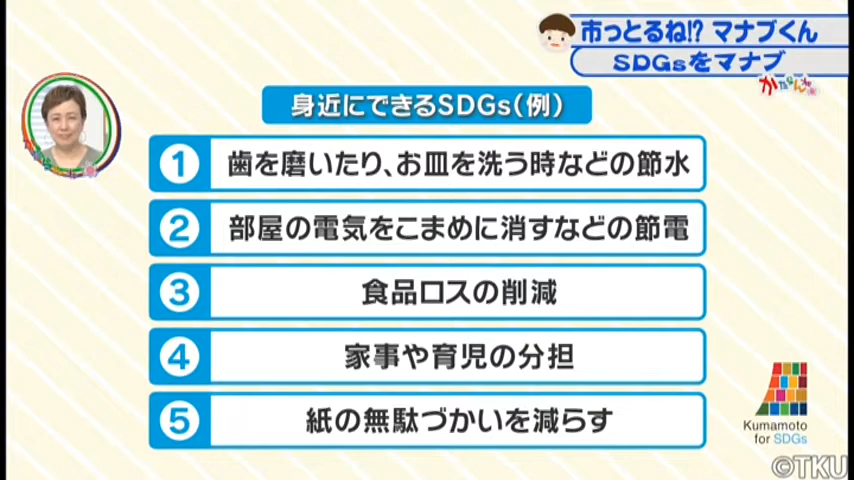 市っとるね!? マナブくん
SDGsをマナブ
かたらんね
身近にできるSDGs(例)
1 歯を磨いたり、お皿を洗う時などの節水
2 部屋の電気をこまめに消すなどの節電
3 食品ロスの削減
4 家事や育児の分担
5 紙の無駄づかいを減らす
Kumamoto
for SDGs
©TKU